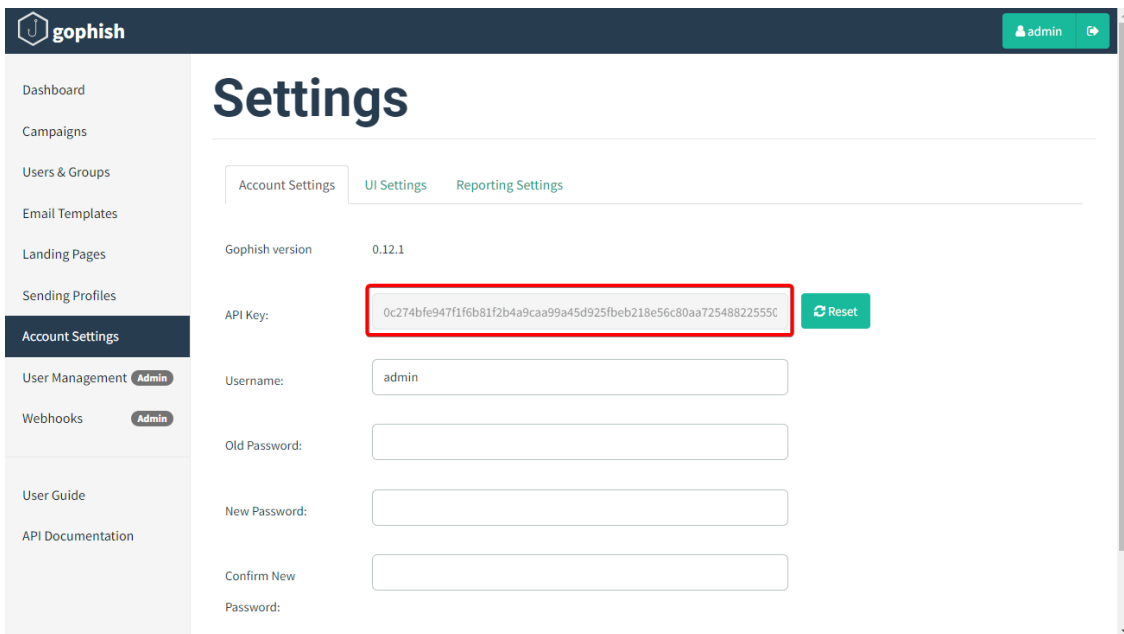 gophish
admin
Dashboard
Campaigns
Users & Groups
Email Templates
Landing Pages
Sending Profiles
Account Settings
User Management Admin
Webhooks Admin
User Guide
API Documentation
Settings
Account Settings UI Settings Reporting Settings
Gophish version 0.12.1
API Key: 0c274bfe947f1f6b81f2b4a9caa99a45d925fbeb218e56c80aa72548822555 Reset
Username: admin
Old Password:
New Password:
Confirm New
Password: